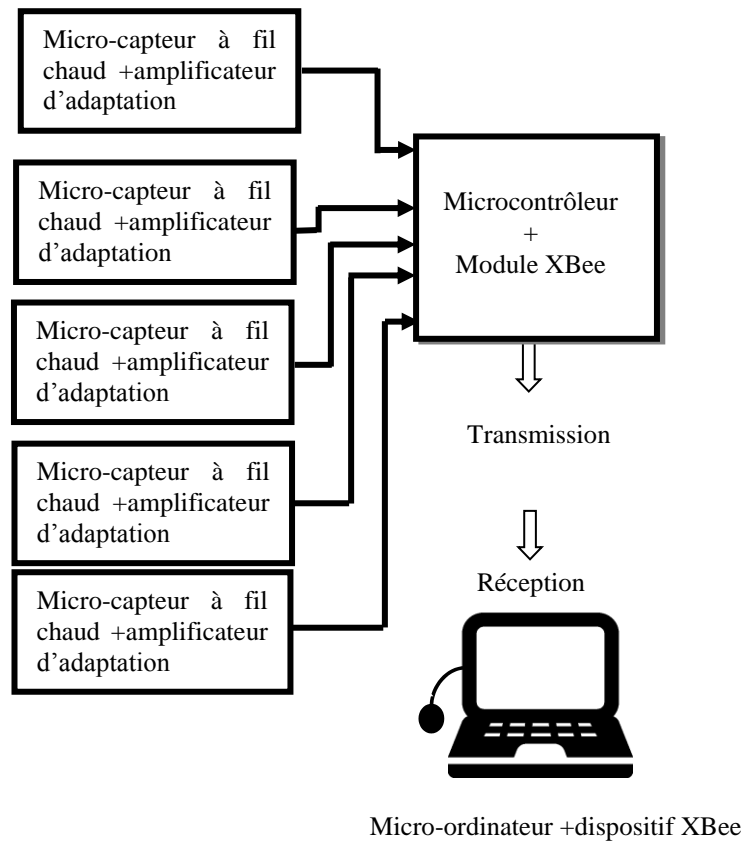 Micro-capteur à fil
chaud +amplificateur
d'adaptation
Micro-capteur à fil
chaud +amplificateur
d'adaptation
Micro-capteur à fil
chaud +amplificateur
d'adaptation
Micro-capteur à fil
chaud +amplificateur
d'adaptation
Micro-capteur à fil
chaud +amplificateur
d'adaptation
Microcontrôleur
+
Module XBee
Transmission
Réception
Micro-ordinateur +dispositif XBee